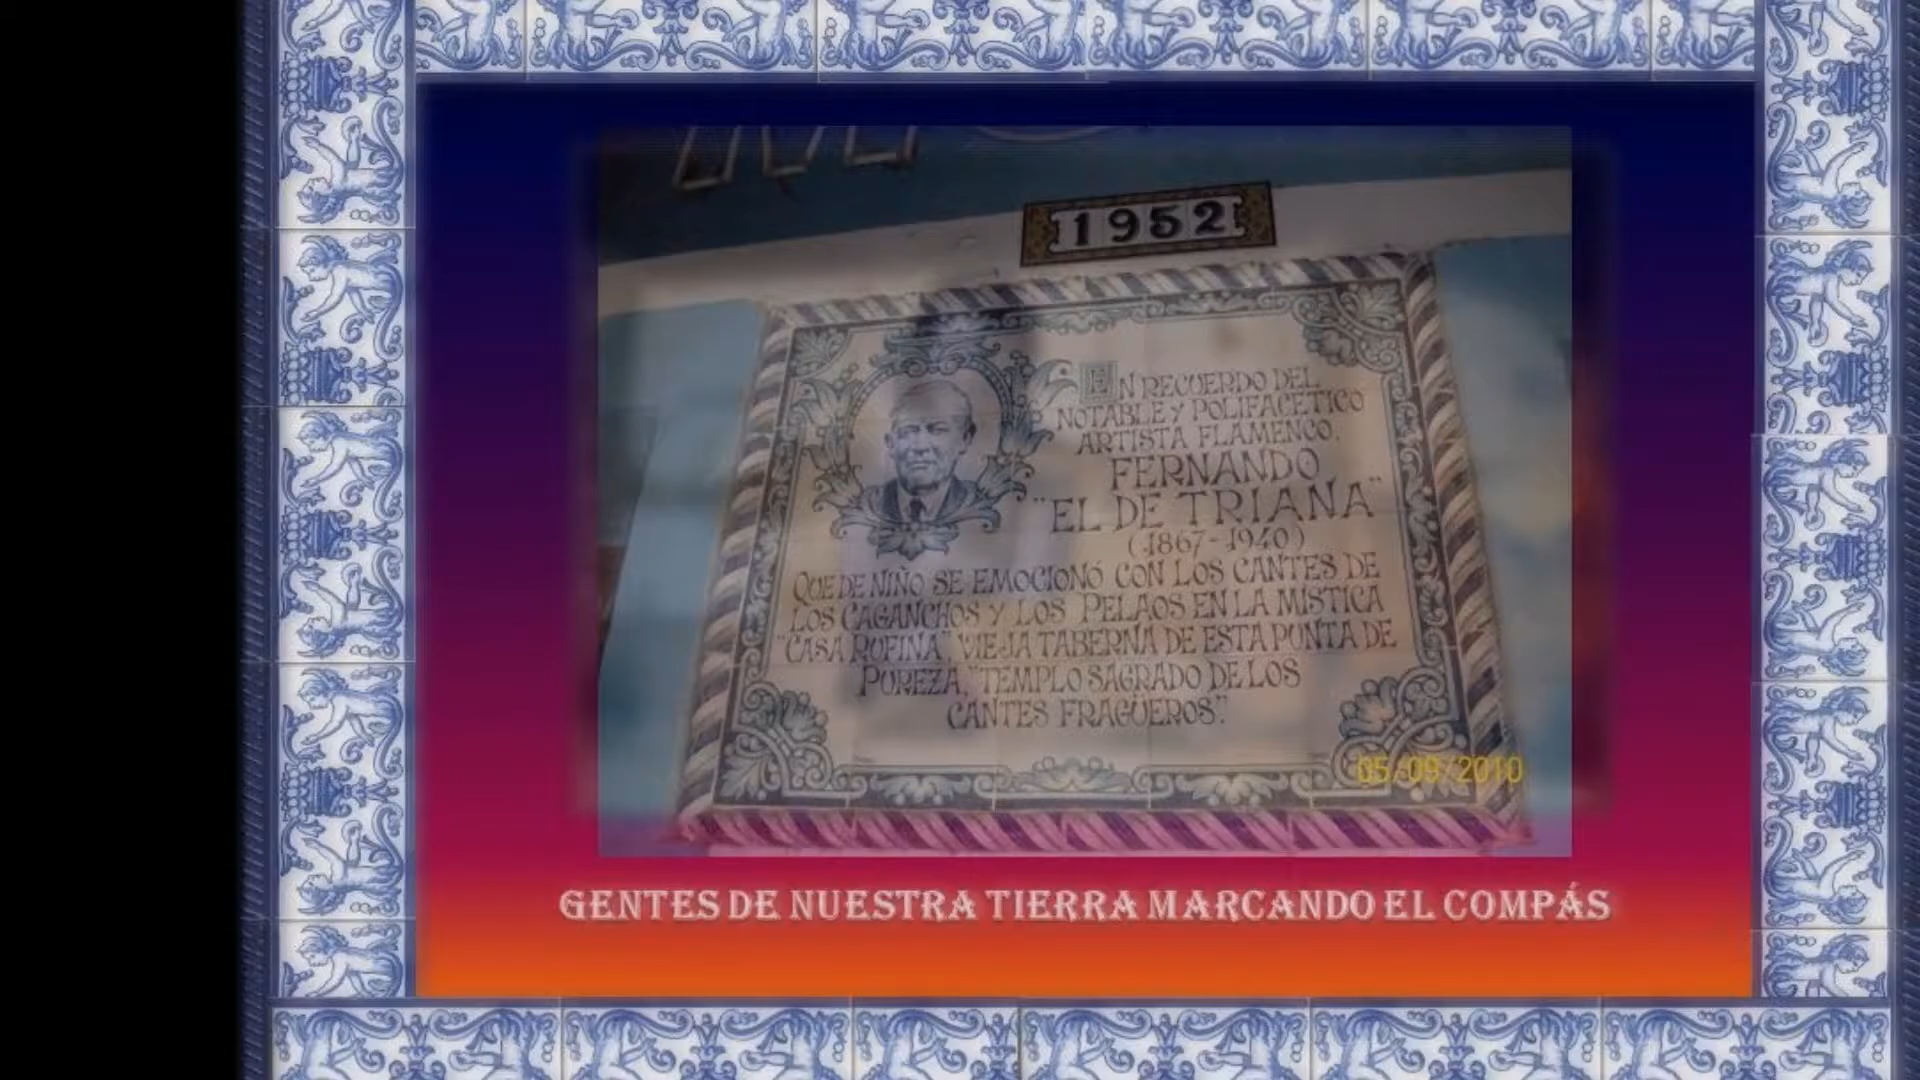 1952
EN RECUERDO DEL
NOTABLE Y POLIFACETICO
ARTISTA FLAMENCO,
FERNANDO
"EL DE TRIANA"
(1867-1940)
QUE DE NIÑO SE EMOCIONÓ CON LOS CANTES DE
LOS CAGANCHOS Y LOS PELAOS EN LA MISTICA
"CASA RUFINA", VIEJA TABERNA DE ESTA PUNTA DE
PUREZA, "TEMPLO SAGRADO DE LOS
CANTES FRAGUEROS".
05/09/2010
GENTES DE NUESTRA TIERRA MARCANDO EL COMPÁS